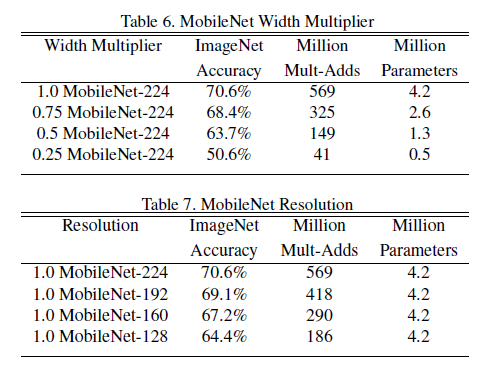 Table 6. MobileNet Width Multiplier
Width Multiplier ImageNet Million Million
Accuracy Mult-Adds Parameters
1.0 MobileNet-224 70.6% 569 4.2
0.75 MobileNet-224 68.4% 325 2.6
0.5 MobileNet-224 63.7% 149 1.3
0.25 MobileNet-224 50.6% 41 0.5
Table 7. MobileNet Resolution
Resolution ImageNet Million Million
Accuracy Mult-Adds Parameters
1.0 MobileNet-224 70.6% 569 4.2
1.0 MobileNet-192 69.1% 418 4.2
1.0 MobileNet-160 67.2% 290 4.2
1.0 MobileNet-128 64.4% 186 4.2